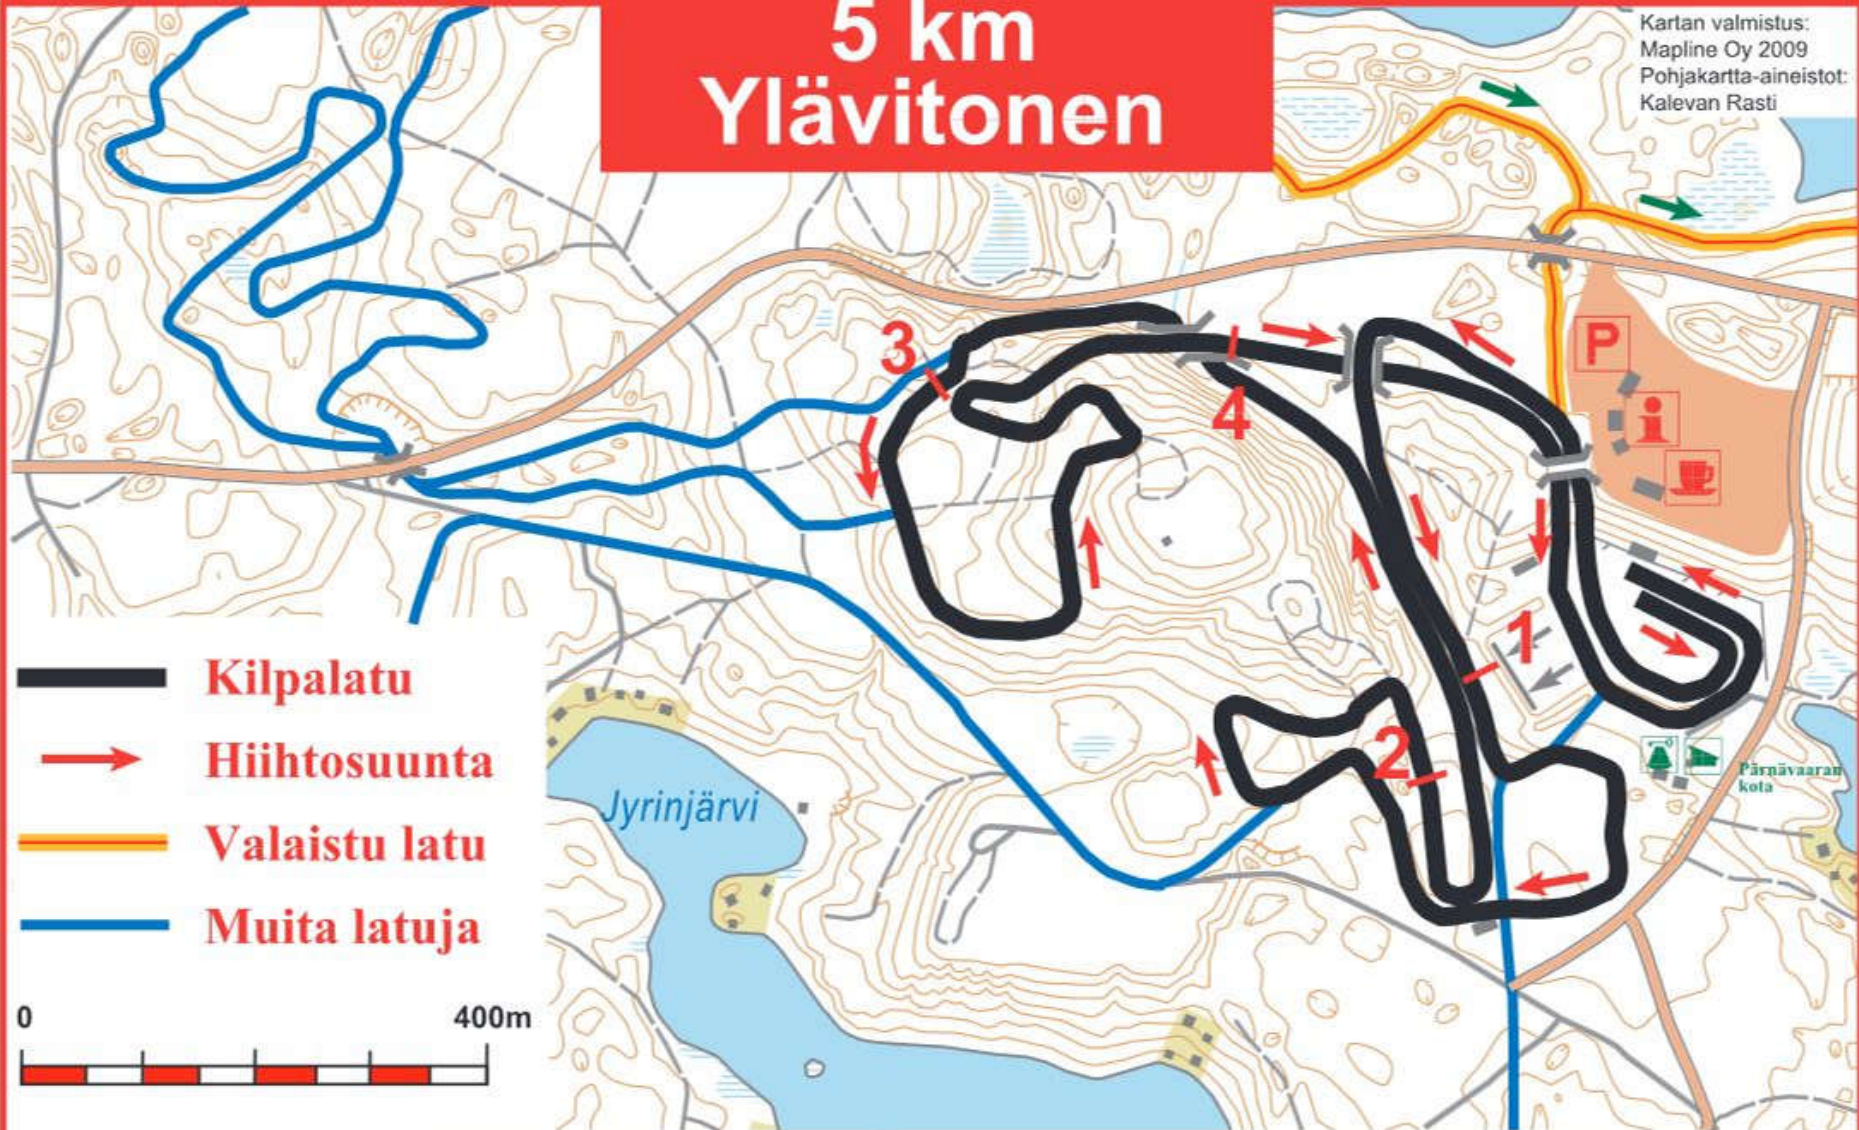 5 km
Ylävitonen
Kartan valmistus:
Mapline Oy 2009
Pohjakartta-aineistot:
Kalevan Rasti
P
3
4
i
1
2
Pärnävaaran
kota
Jyrinjärvi
Kilpalatu
Hiihtosuunta
Valaistu latu
Muita latuja
0
400m